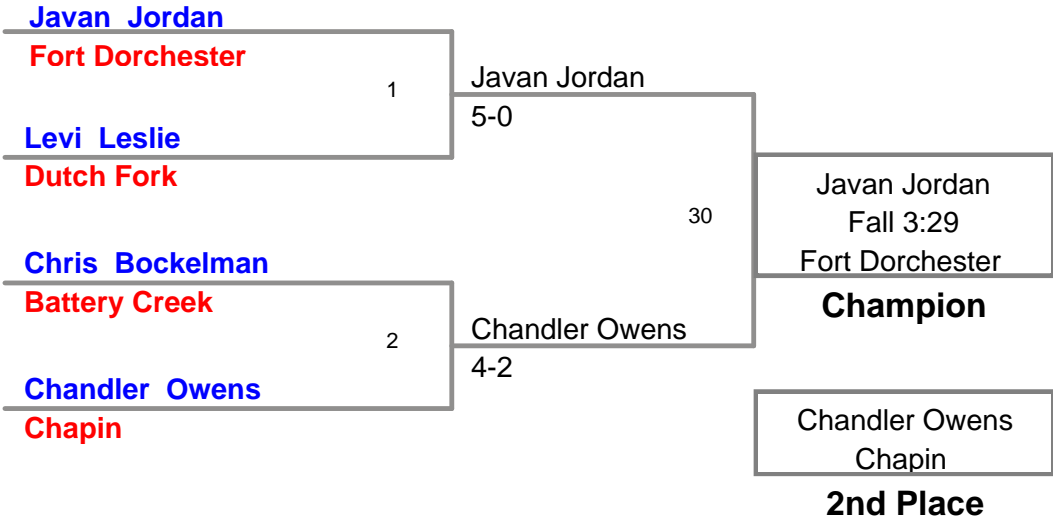 Javan Jordan
Fort Dorchester
1
Levi Leslie
Dutch Fork
Chris Bockelman
Battery Creek
2
Chandler Owens
Chapin
Javan Jordan
5-0
30
Chandler Owens
4-2
Javan Jordan
Fall 3:29
Fort Dorchester
Champion
Chandler Owens
Chapin
2nd Place